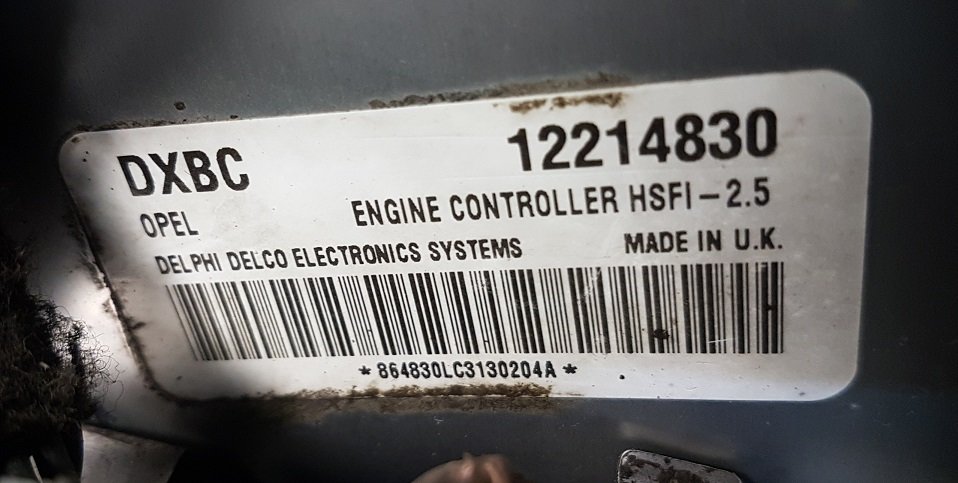 DXBC 12214830
OPEL ENGINE CONTROLLER HSFI-2.5
DELPHI DELCO ELECTRONICS SYSTEMS MADE IN U.K.
*864830LC3130204A*